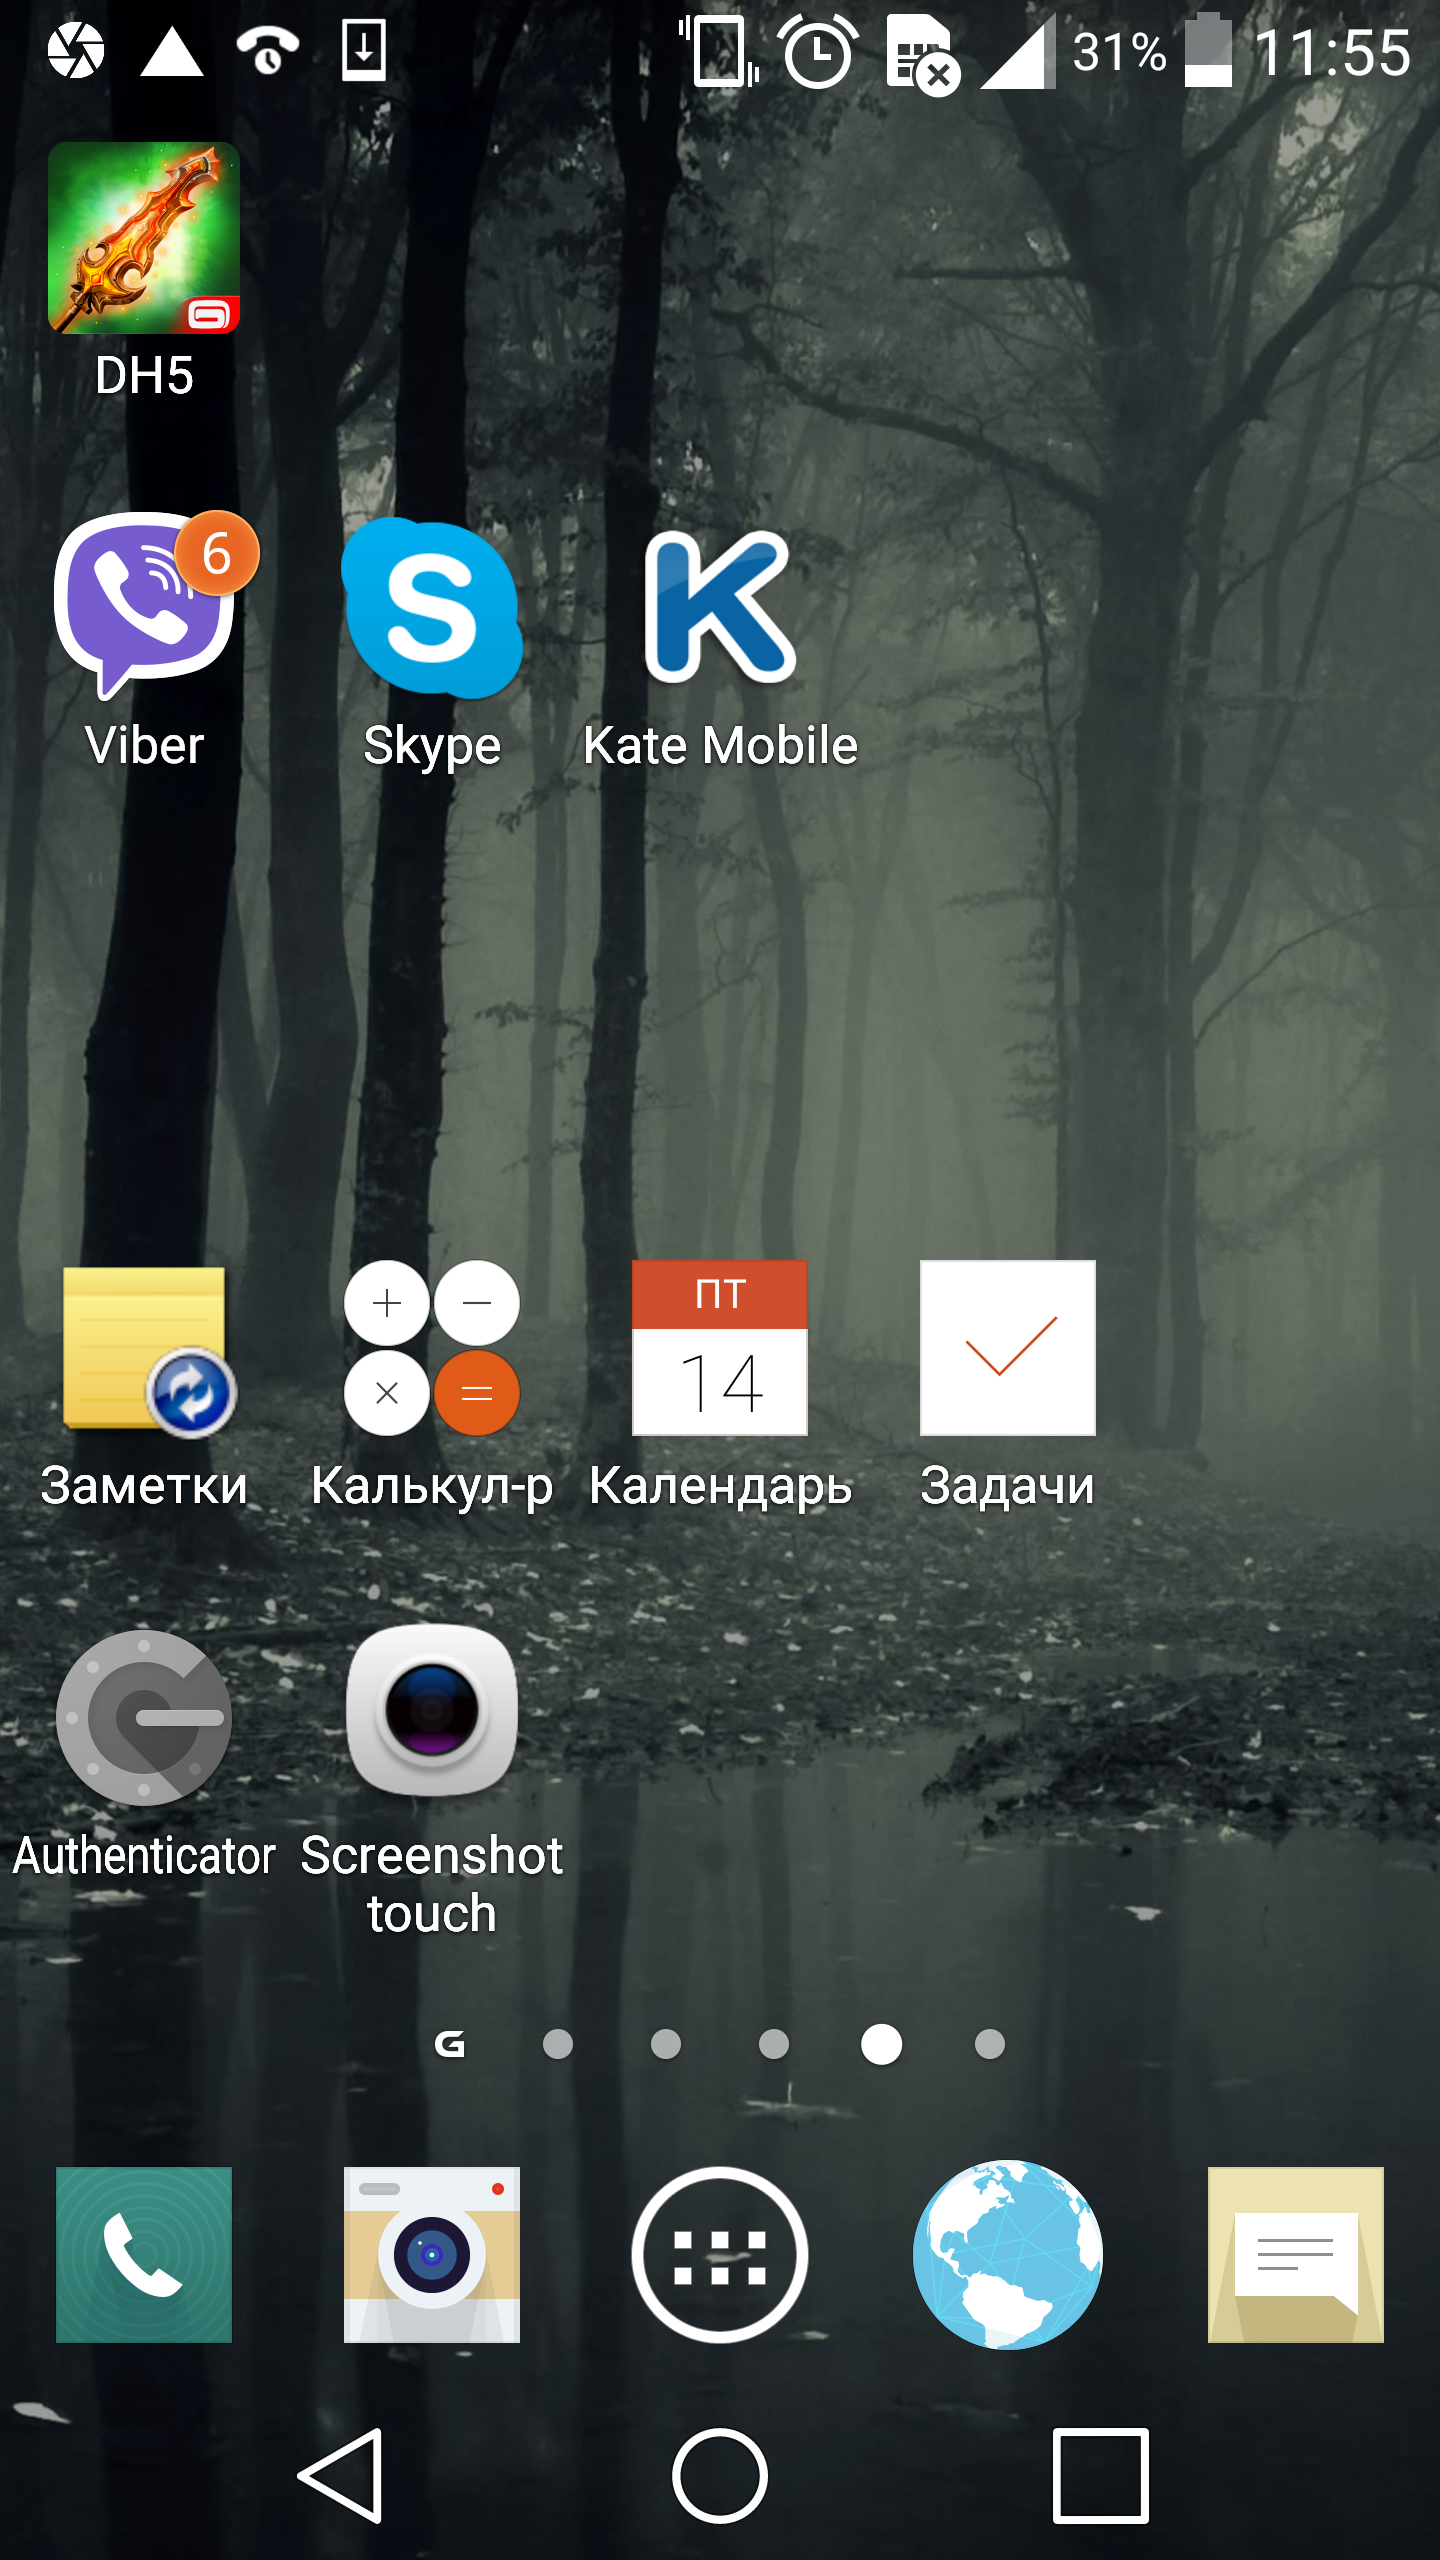 31% 11:55
DH5
6
Viber Skype Kate Mobile
ПТ
14
Заметки Калькул-р Календарь Задачи
Authenticator Screenshot
touch